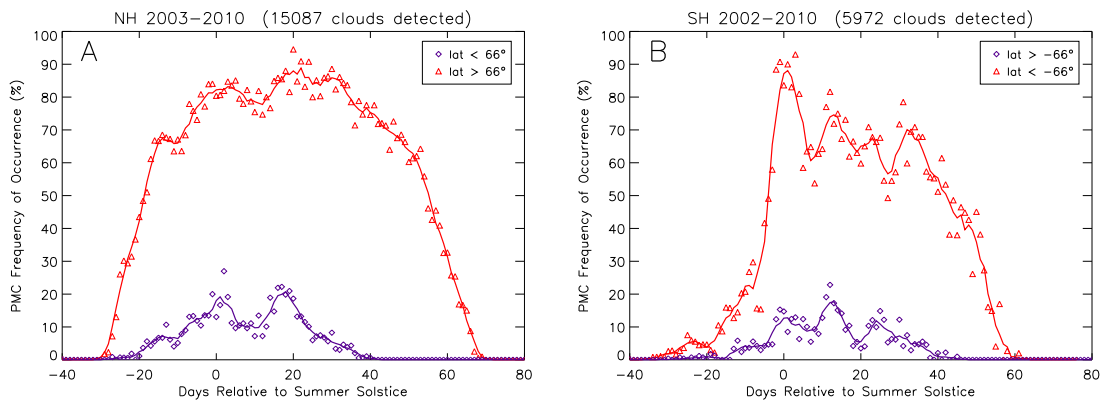 NH 2003−2010 (15087 clouds detected)
A
lat < 66°
lat > 66°
PMC Frequency of Occurrence (%)
100
90
80
70
60
50
40
30
20
10
0
−40 −20 0 20 40 60 80
Days Relative to Summer Solstice
SH 2002−2010 (5972 clouds detected)
B
lat > −66°
lat < −66°
PMC Frequency of Occurrence (%)
100
90
80
70
60
50
40
30
20
10
0
−40 −20 0 20 40 60 80
Days Relative to Summer Solstice